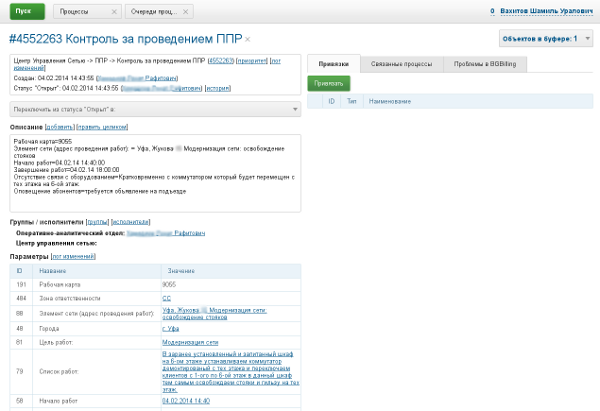 Пуск
Процессы ×
Очереди проц... ×
0 Вахитов Шамиль Уралович
#4552263 Контроль за проведением ППР ×
Объектов в буфере: 1
Центр Управления Сетью -> ППР -> Контроль за проведением ППР (4552263) [приоритет] [лог изменений]
Создан: 04.02.2014 14:43:55 ( Рафитович)
Статус "Открыт": 04.02.2014 14:43:55 ( Рафитович) [история]
Переключить из статуса "Открыт" в:
Описание [добавить] [править целиком]
Рабочая карта=9055
Элемент сети (адрес проведения работ): = Уфа, Жукова Модернизация сети: освобождение
стояков
Начало работ=04.02.14 14:40:00
Завершение работ=04.02.14 18:00:00
Отсутствие связи с оборудованием=Кратковременно с коммутатором который будет перемещен с
тех этажа на 6-ой этаж.
Оповещение абонентов=требуется объявление на подъезде
Группы / исполнители [группы] [исполнители]
Оперативно-аналитический отдел: Рафитович
Центр управления сетью:
Параметры [лог изменений]
ID Название Значение
191 Рабочая карта 9055
484 Зона ответственности СС
88 Элемент сети (адрес проведения работ) Уфа, Жукова Модернизация сети:
освобождение стояков
48 Города г. Уфа
81 Цель работ: Модернизация сети
79 Список работ: В заранее установленный и запитанный шкаф
на 6-ом этаже устанавливаем коммутатор
демонтированый с тех этажа и переключаем
клиентов с 1-ого по 6-ой этаж в данный шкаф
тем самым освобождаем стояки и гильзу на тех
этаж.
58 Начало работ 04.02.2014 14:40
Привязки
Связанные процессы
Проблемы в BGBilling
Привязать
ID Тип Наименование